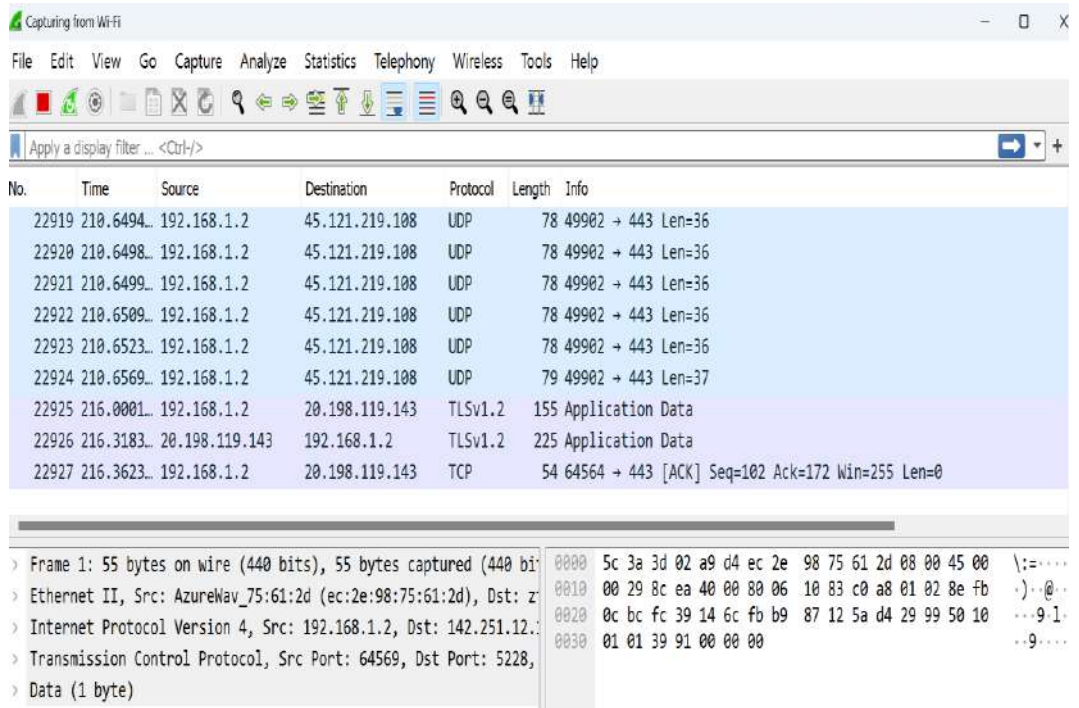 Capturing from Wi-Fi
File Edit View Go Capture Analyze Statistics Telephony Wireless Tools Help
Apply a display filter ... <Ctrl-/>
No. Time Source Destination Protocol Length Info
22919 210.6494… 192.168.1.2 45.121.219.108 UDP 78 49902 → 443 Len=36
22920 210.6498… 192.168.1.2 45.121.219.108 UDP 78 49902 → 443 Len=36
22921 210.6499… 192.168.1.2 45.121.219.108 UDP 78 49902 → 443 Len=36
22922 210.6509… 192.168.1.2 45.121.219.108 UDP 78 49902 → 443 Len=36
22923 210.6523… 192.168.1.2 45.121.219.108 UDP 78 49902 → 443 Len=36
22924 210.6569… 192.168.1.2 45.121.219.108 UDP 79 49902 → 443 Len=37
22925 216.0001… 192.168.1.2 20.198.119.143 TLSv1.2 155 Application Data
22926 216.3183… 20.198.119.143 192.168.1.2 TLSv1.2 225 Application Data
22927 216.3623… 192.168.1.2 20.198.119.143 TCP 54 64564 → 443 [ACK] Seq=102 Ack=172 Win=255 Len=0
Frame 1: 55 bytes on wire (440 bits), 55 bytes captured (440 bi
Ethernet II, Src: AzureWav_75:61:2d (ec:2e:98:75:61:2d), Dst: z
Internet Protocol Version 4, Src: 192.168.1.2, Dst: 142.251.12.
Transmission Control Protocol, Src Port: 64569, Dst Port: 5228,
Data (1 byte)
0000 5c 3a 3d 02 a9 d4 ec 2e 98 75 61 2d 08 00 45 00 \:=····
0010 00 29 8c ea 40 00 80 06 10 83 c0 a8 01 02 8e fb ·)··@··
0020 0c bc fc 39 14 6c fb b9 87 12 5a d4 29 99 50 10 ···9·l·
0030 01 01 39 91 00 00 00 ··9····